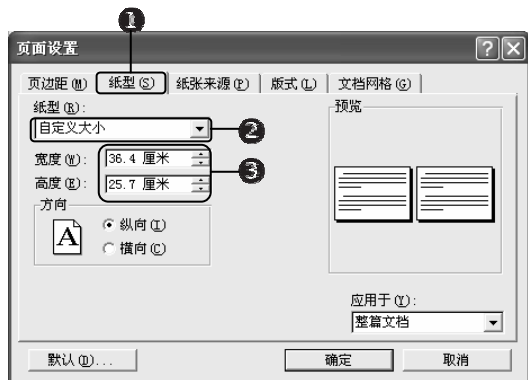 1
页面设置
页边距(M) 纸型(S) 纸张来源(P) 版式(L) 文档网格(G)
纸型(R): 预览
自定义大小 2
宽度(W): 36.4 厘米
3
高度(E): 25.7 厘米
方向
A 纵向(I)
横向(C)
应用于(Y):
整篇文档
默认(D)... 确定 取消